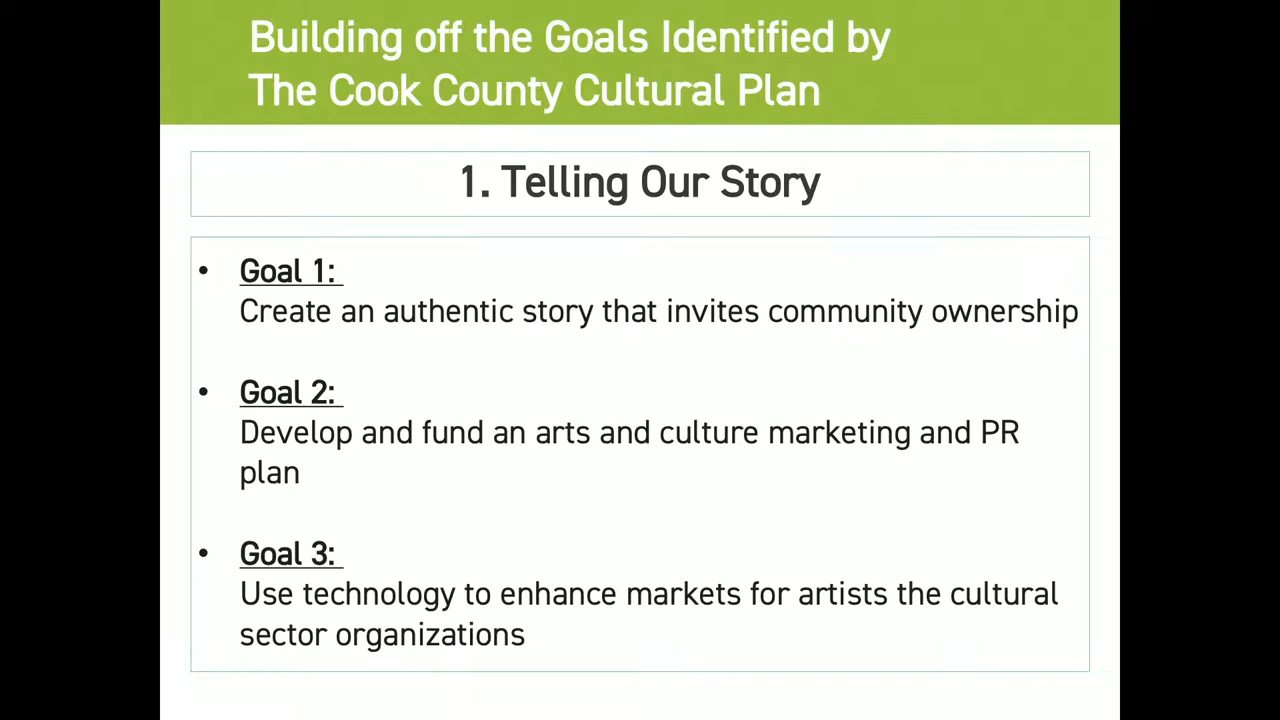 Building off the Goals Identified by
The Cook County Cultural Plan
1. Telling Our Story
• Goal 1:
Create an authentic story that invites community ownership
• Goal 2:
Develop and fund an arts and culture marketing and PR
plan
• Goal 3:
Use technology to enhance markets for artists the cultural
sector organizations